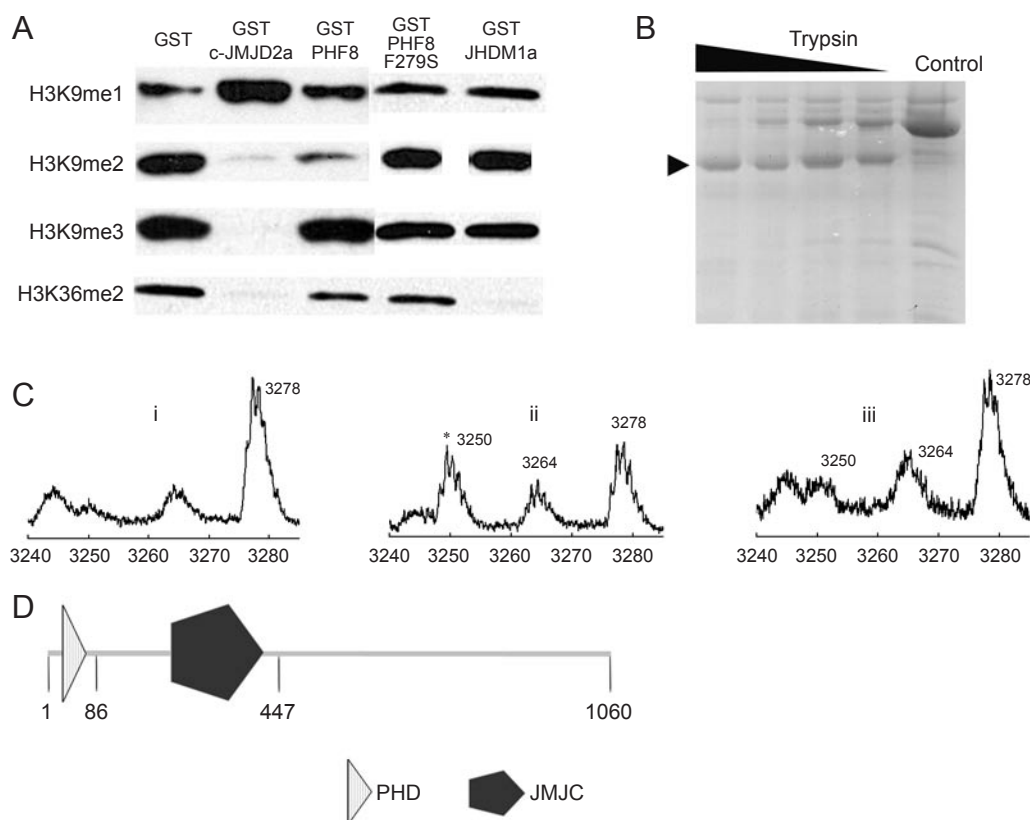 A
GST
GST
c-JMJD2a
GST
PHF8
GST
PHF8
F279S
GST
JHDM1a
H3K9me1
H3K9me2
H3K9me3
H3K36me2
B
Trypsin
Control
C
i
3278
3240 3250 3260 3270 3280
ii
*
3250
3264
3278
3240 3250 3260 3270 3280
iii
3250
3264
3278
3240 3250 3260 3270 3280
D
1 86 447 1060
PHD JMJC